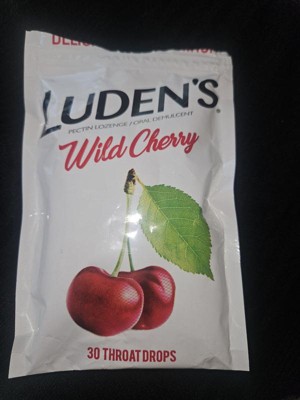 LUDEN'S®
PECTIN LOZENGE / ORAL DEMULCENT
Wild Cherry
30 THROAT DROPS